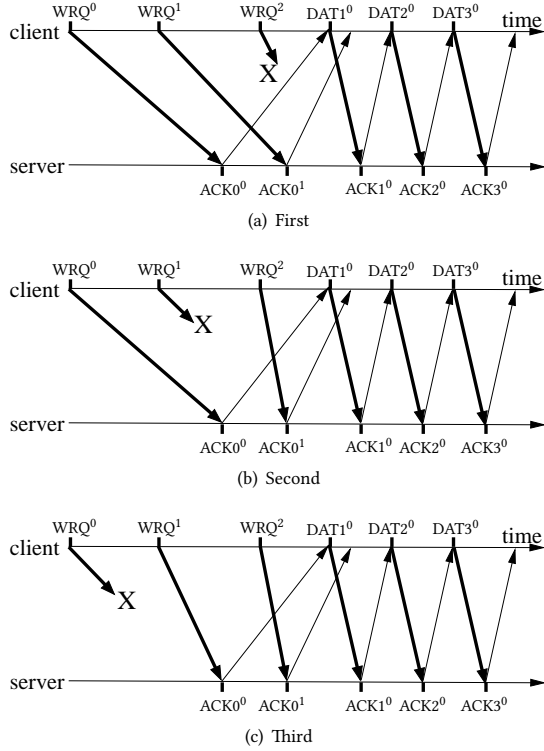 WRQ⁰ WRQ¹ WRQ² DAT1⁰ DAT2⁰ DAT3⁰ time
client
X
server
ACK0⁰ ACK0¹ ACK1⁰ ACK2⁰ ACK3⁰
(a) First
WRQ⁰ WRQ¹ WRQ² DAT1⁰ DAT2⁰ DAT3⁰ time
client
X
server
ACK0⁰ ACK0¹ ACK1⁰ ACK2⁰ ACK3⁰
(b) Second
WRQ⁰ WRQ¹ WRQ² DAT1⁰ DAT2⁰ DAT3⁰ time
client
X
server
ACK0⁰ ACK0¹ ACK1⁰ ACK2⁰ ACK3⁰
(c) Third